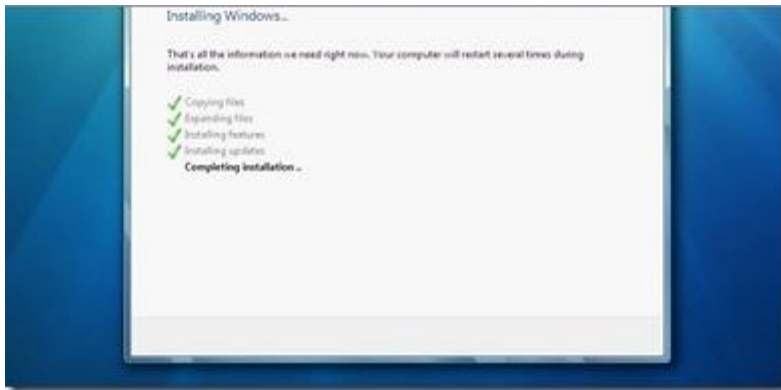 Installing Windows...
That's all the information we need right now. Your computer will restart several times during
installation.
Copying files
Expanding files
Installing features
Installing updates
Completing installation ...